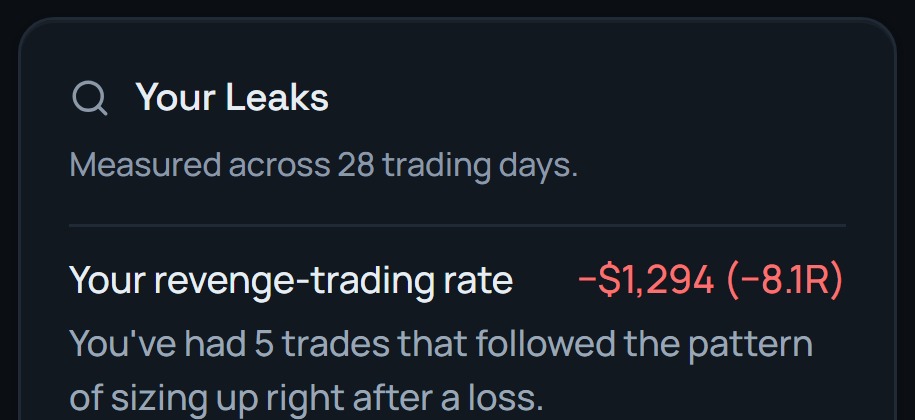 Your Leaks
Measured across 28 trading days.
Your revenge-trading rate −$1,294 (−8.1R)
You've had 5 trades that followed the pattern
of sizing up right after a loss.